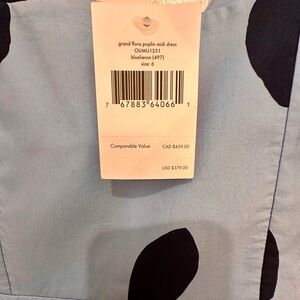 grand flora poplin midi dress
OUMU1251
blueheron (497)
size: 6
7 67883 64066 1
Comparable Value CAD $459.00
USD $379.00